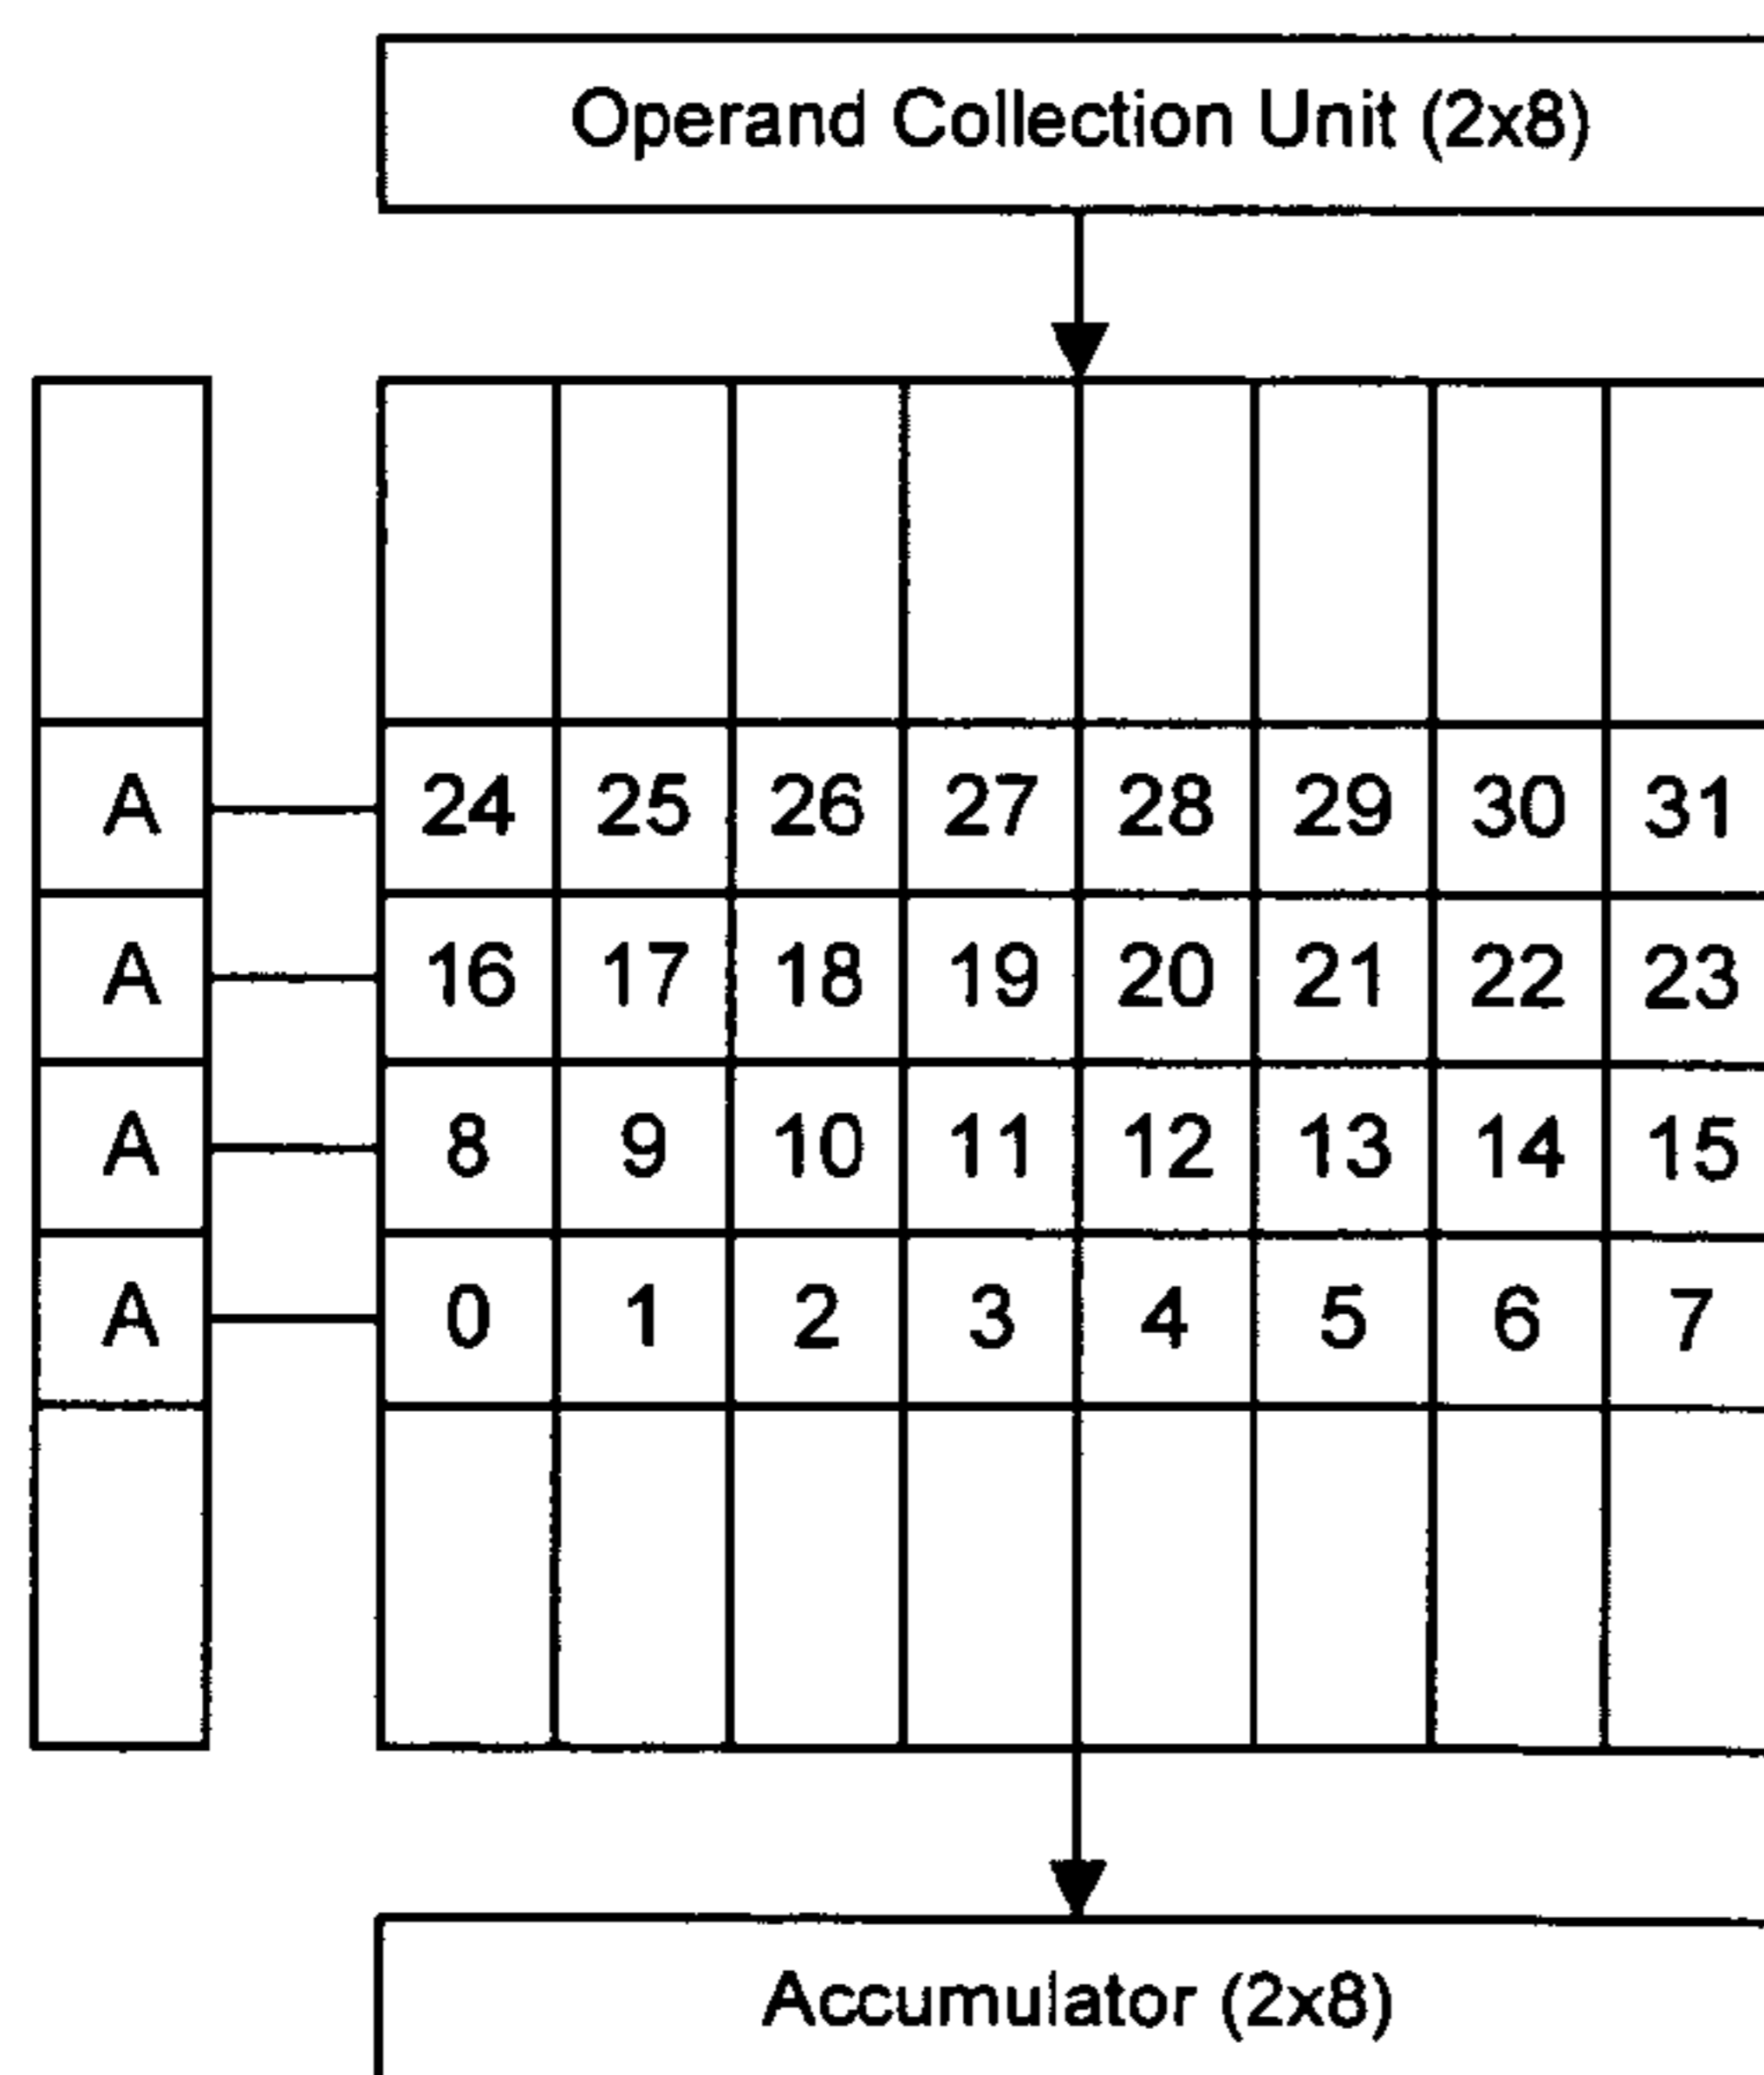 Operand Collection Unit (2x8)
A 24 25 26 27 28 29 30 31
A 16 17 18 19 20 21 22 23
A 8 9 10 11 12 13 14 15
A 0 1 2 3 4 5 6 7
Accumulator (2x8)